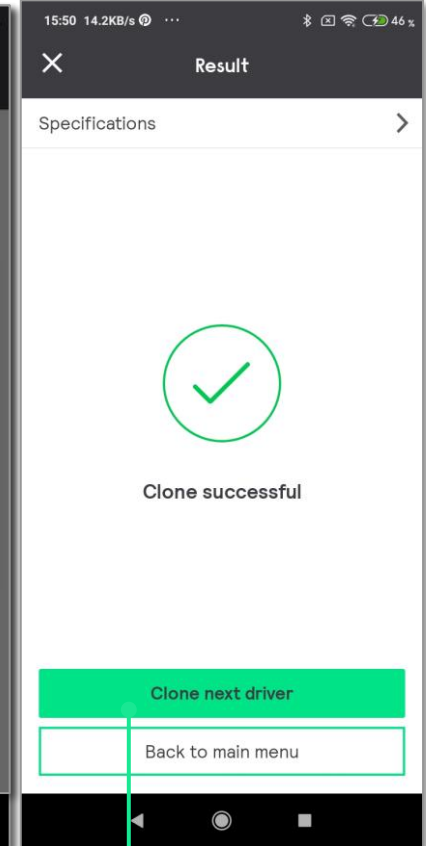 15:50 14.2KB/s ... 46 %
Result
Specifications
Clone successful
Clone next driver
Back to main menu